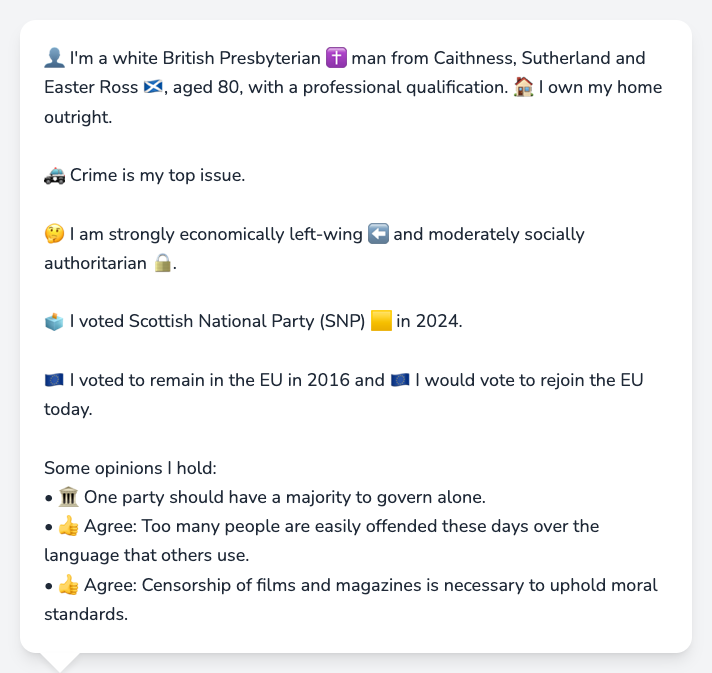 👤 I'm a white British Presbyterian ✝️ man from Caithness, Sutherland and
Easter Ross 🏴󠁧󠁢󠁳󠁣󠁴󠁿, aged 80, with a professional qualification. 🏠 I own my home
outright.
🚓 Crime is my top issue.
🤔 I am strongly economically left-wing ⬅️ and moderately socially
authoritarian 🔒.
🗳️ I voted Scottish National Party (SNP) 🟨 in 2024.
🇪🇺 I voted to remain in the EU in 2016 and 🇪🇺 I would vote to rejoin the EU
today.
Some opinions I hold:
• 🏛️ One party should have a majority to govern alone.
• 👍 Agree: Too many people are easily offended these days over the
language that others use.
• 👍 Agree: Censorship of films and magazines is necessary to uphold moral
standards.